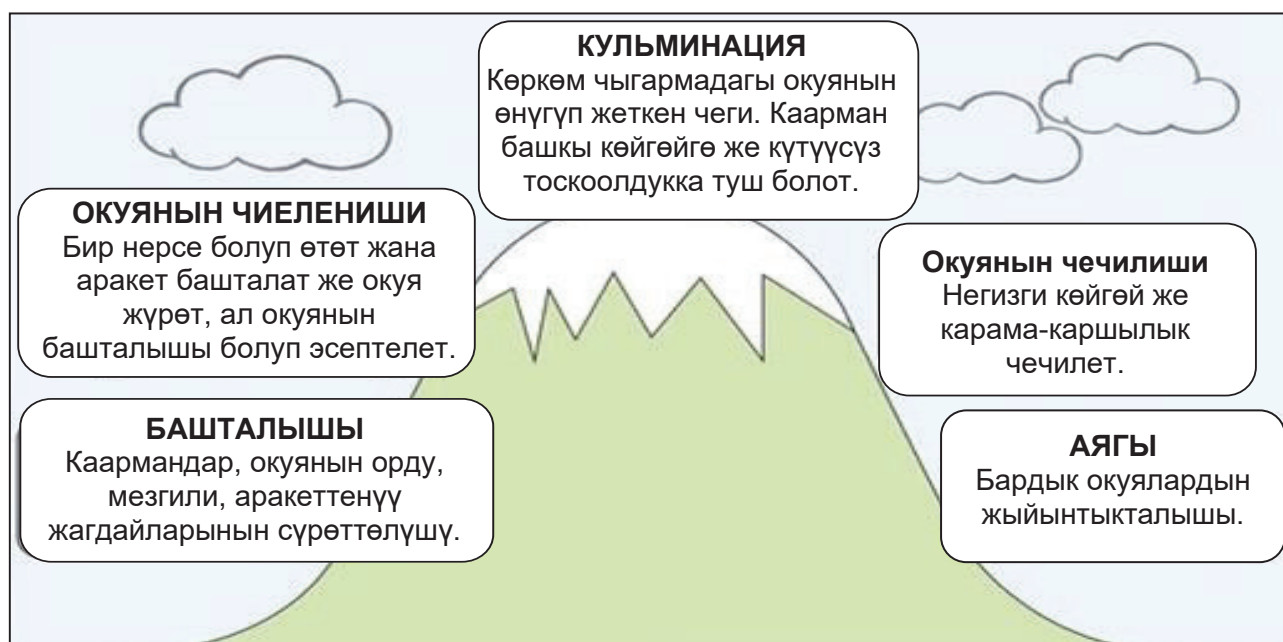 КУЛЬМИНАЦИЯ
Көркөм чыгармадагы окуянын
өнүгүп жеткен чеги. Каарман
башкы көйгөйгө же күтүүсүз
тоскоолдукка туш болот.
ОКУЯНЫН ЧИЕЛЕНИШИ
Бир нерсе болуп өтөт жана
аракет башталат же окуя
жүрөт, ал окуянын
башталышы болуп эсептелет.
Окуянын чечилиши
Негизги көйгөй же
карама-каршылык
чечилет.
БАШТАЛЫШЫ
Каармандар, окуянын орду,
мезгили, аракеттенүү
жагдайларынын сүрөттөлүшү.
АЯГЫ
Бардык окуялардын
жыйынтыкталышы.